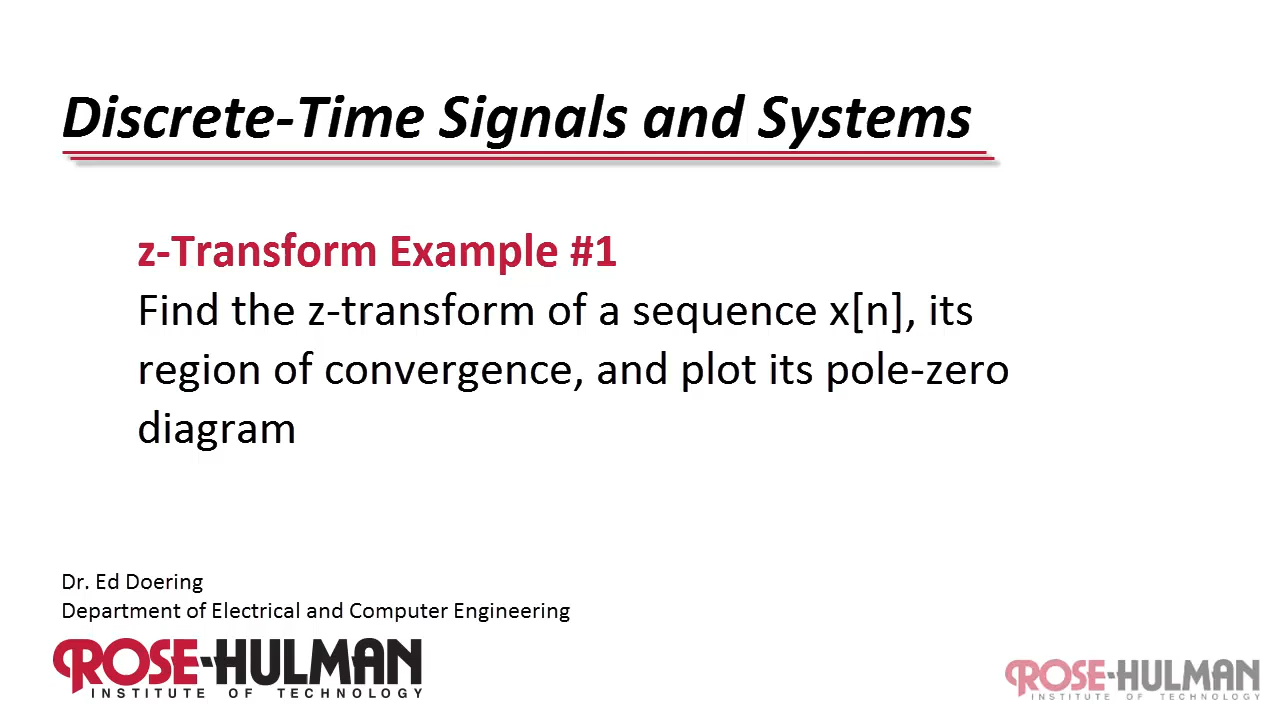 Discrete-Time Signals and Systems
z-Transform Example #1
Find the z-transform of a sequence x[n], its
region of convergence, and plot its pole-zero
diagram
Dr. Ed Doering
Department of Electrical and Computer Engineering
ROSE-HULMAN
INSTITUTE OF TECHNOLOGY
ROSE-HULMAN
INSTITUTE OF TECHNOLOGY